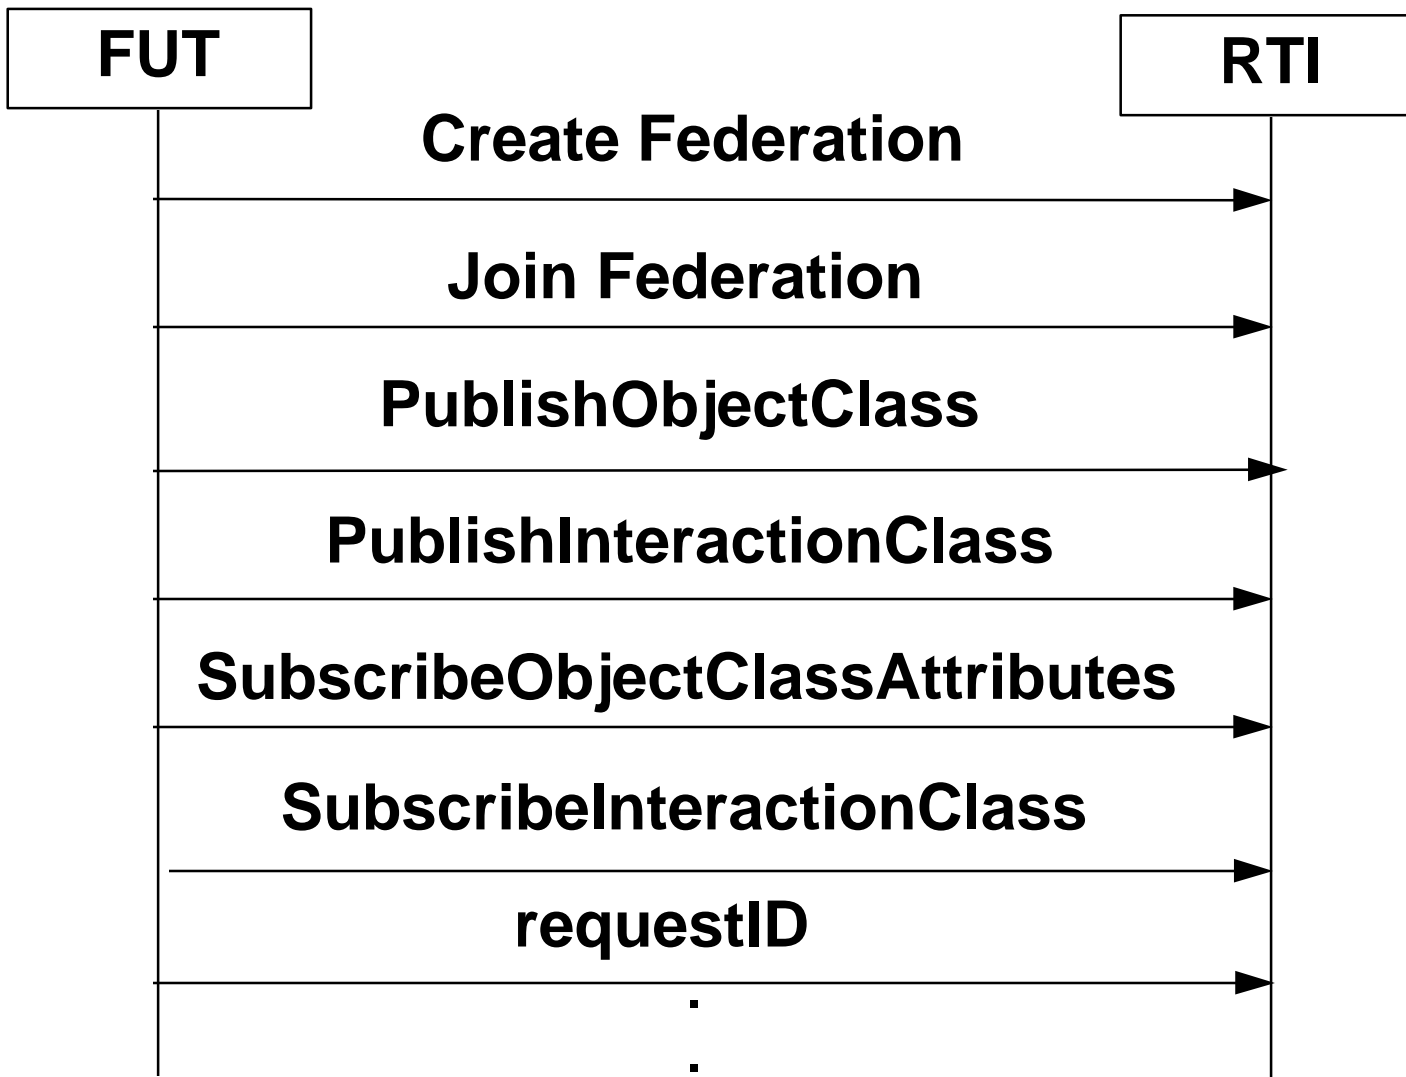 FUT
RTI
Create Federation
Join Federation
PublishObjectClass
PublishInteractionClass
SubscribeObjectClassAttributes
SubscribeInteractionClass
requestID
.
.